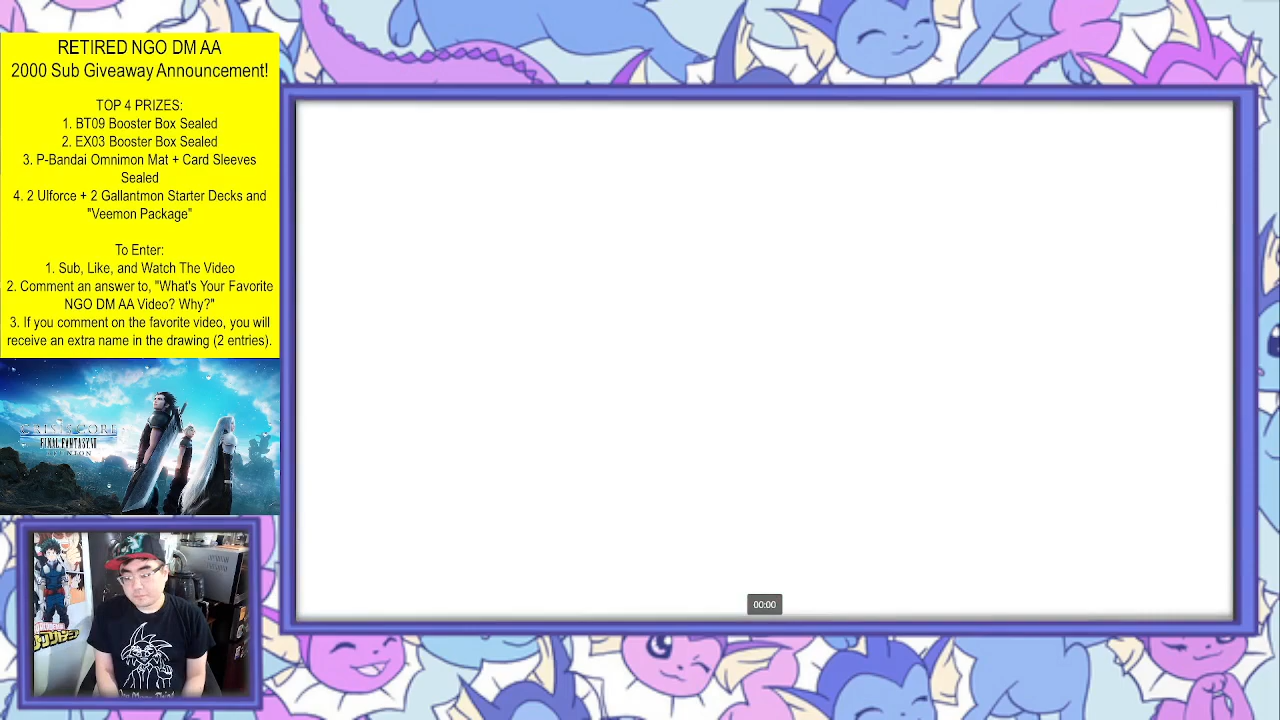 RETIRED NGO DM AA
2000 Sub Giveaway Announcement!
TOP 4 PRIZES:
1. BT09 Booster Box Sealed
2. EX03 Booster Box Sealed
3. P-Bandai Omnimon Mat + Card Sleeves
Sealed
4. 2 Ulforce + 2 Gallantmon Starter Decks and
"Veemon Package"
To Enter:
1. Sub, Like, and Watch The Video
2. Comment an answer to, "What's Your Favorite
NGO DM AA Video? Why?"
3. If you comment on the favorite video, you will
receive an extra name in the drawing (2 entries).
CRISIS CORE
FINAL FANTASY VII
REUNION
00:00